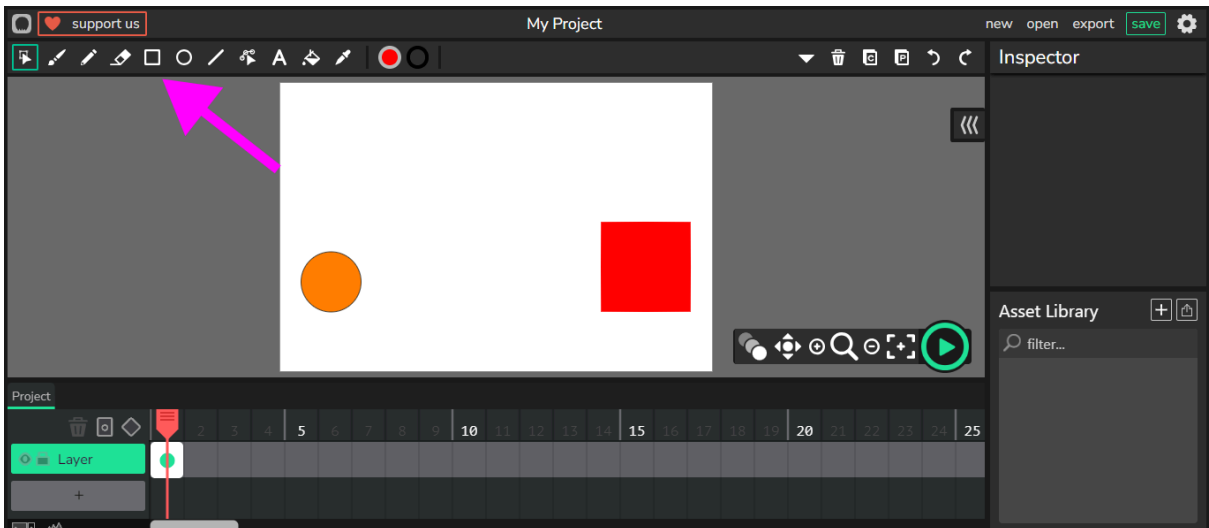 support us My Project new open export save
A C P Inspector
Asset Library
filter...
Project
2 3 4 5 6 7 8 9 10 11 12 13 14 15 16 17 18 19 20 21 22 23 24 25
Layer
+